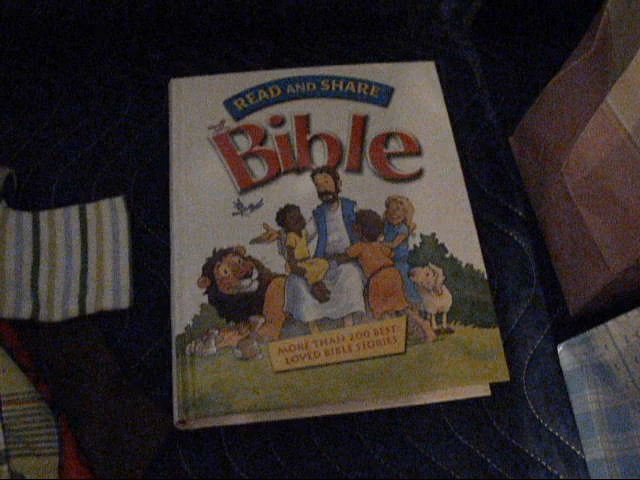 READ AND SHARE
Bible
MORE THAN 200 BEST-
LOVED BIBLE STORIES